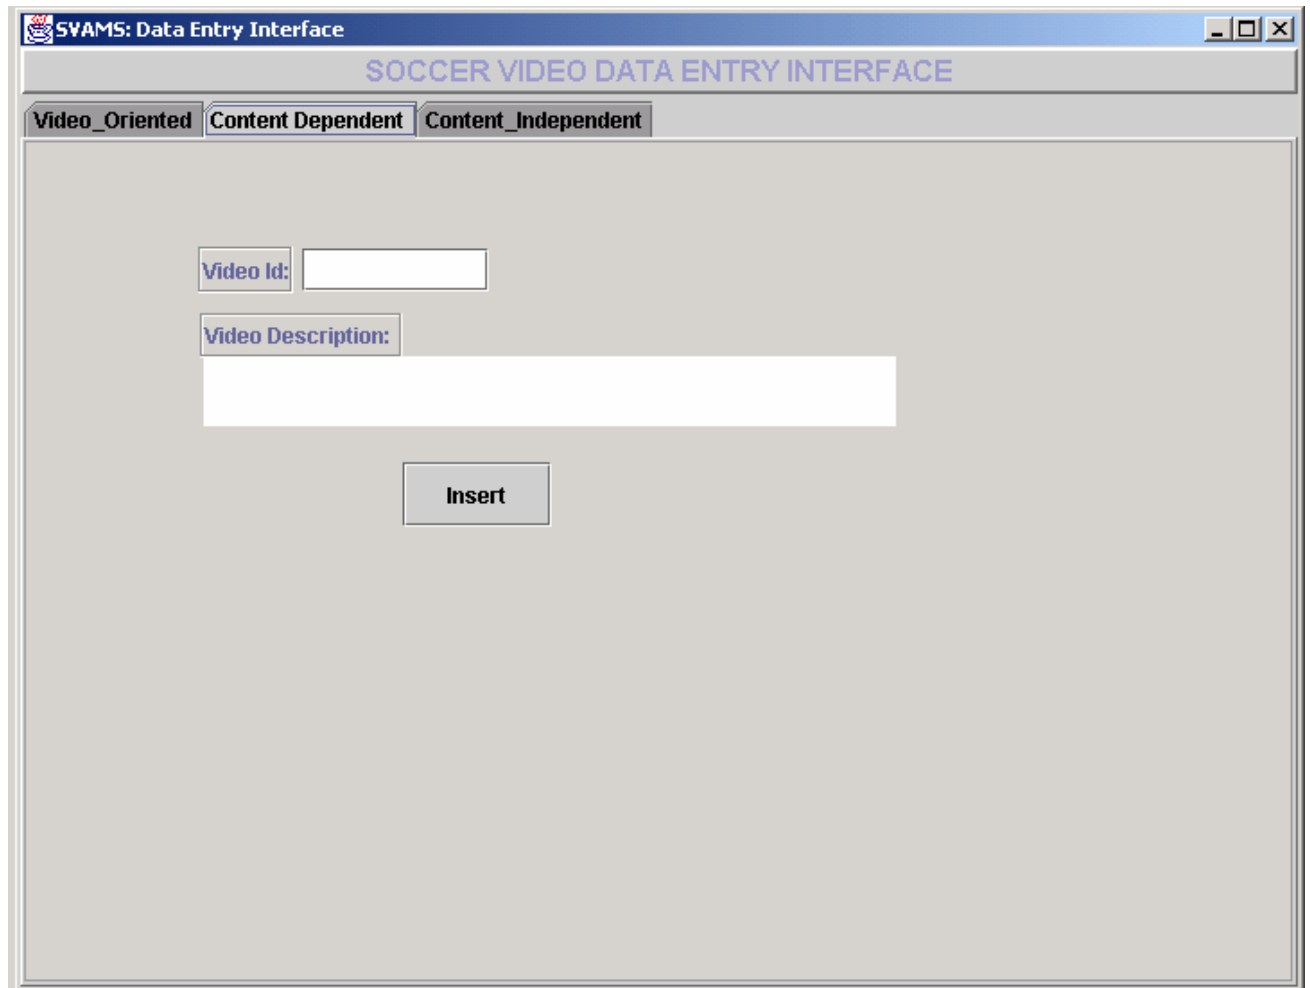 SVAMS: Data Entry Interface
SOCCER VIDEO DATA ENTRY INTERFACE
Video_Oriented Content Dependent Content_Independent
Video Id:
Video Description:
Insert